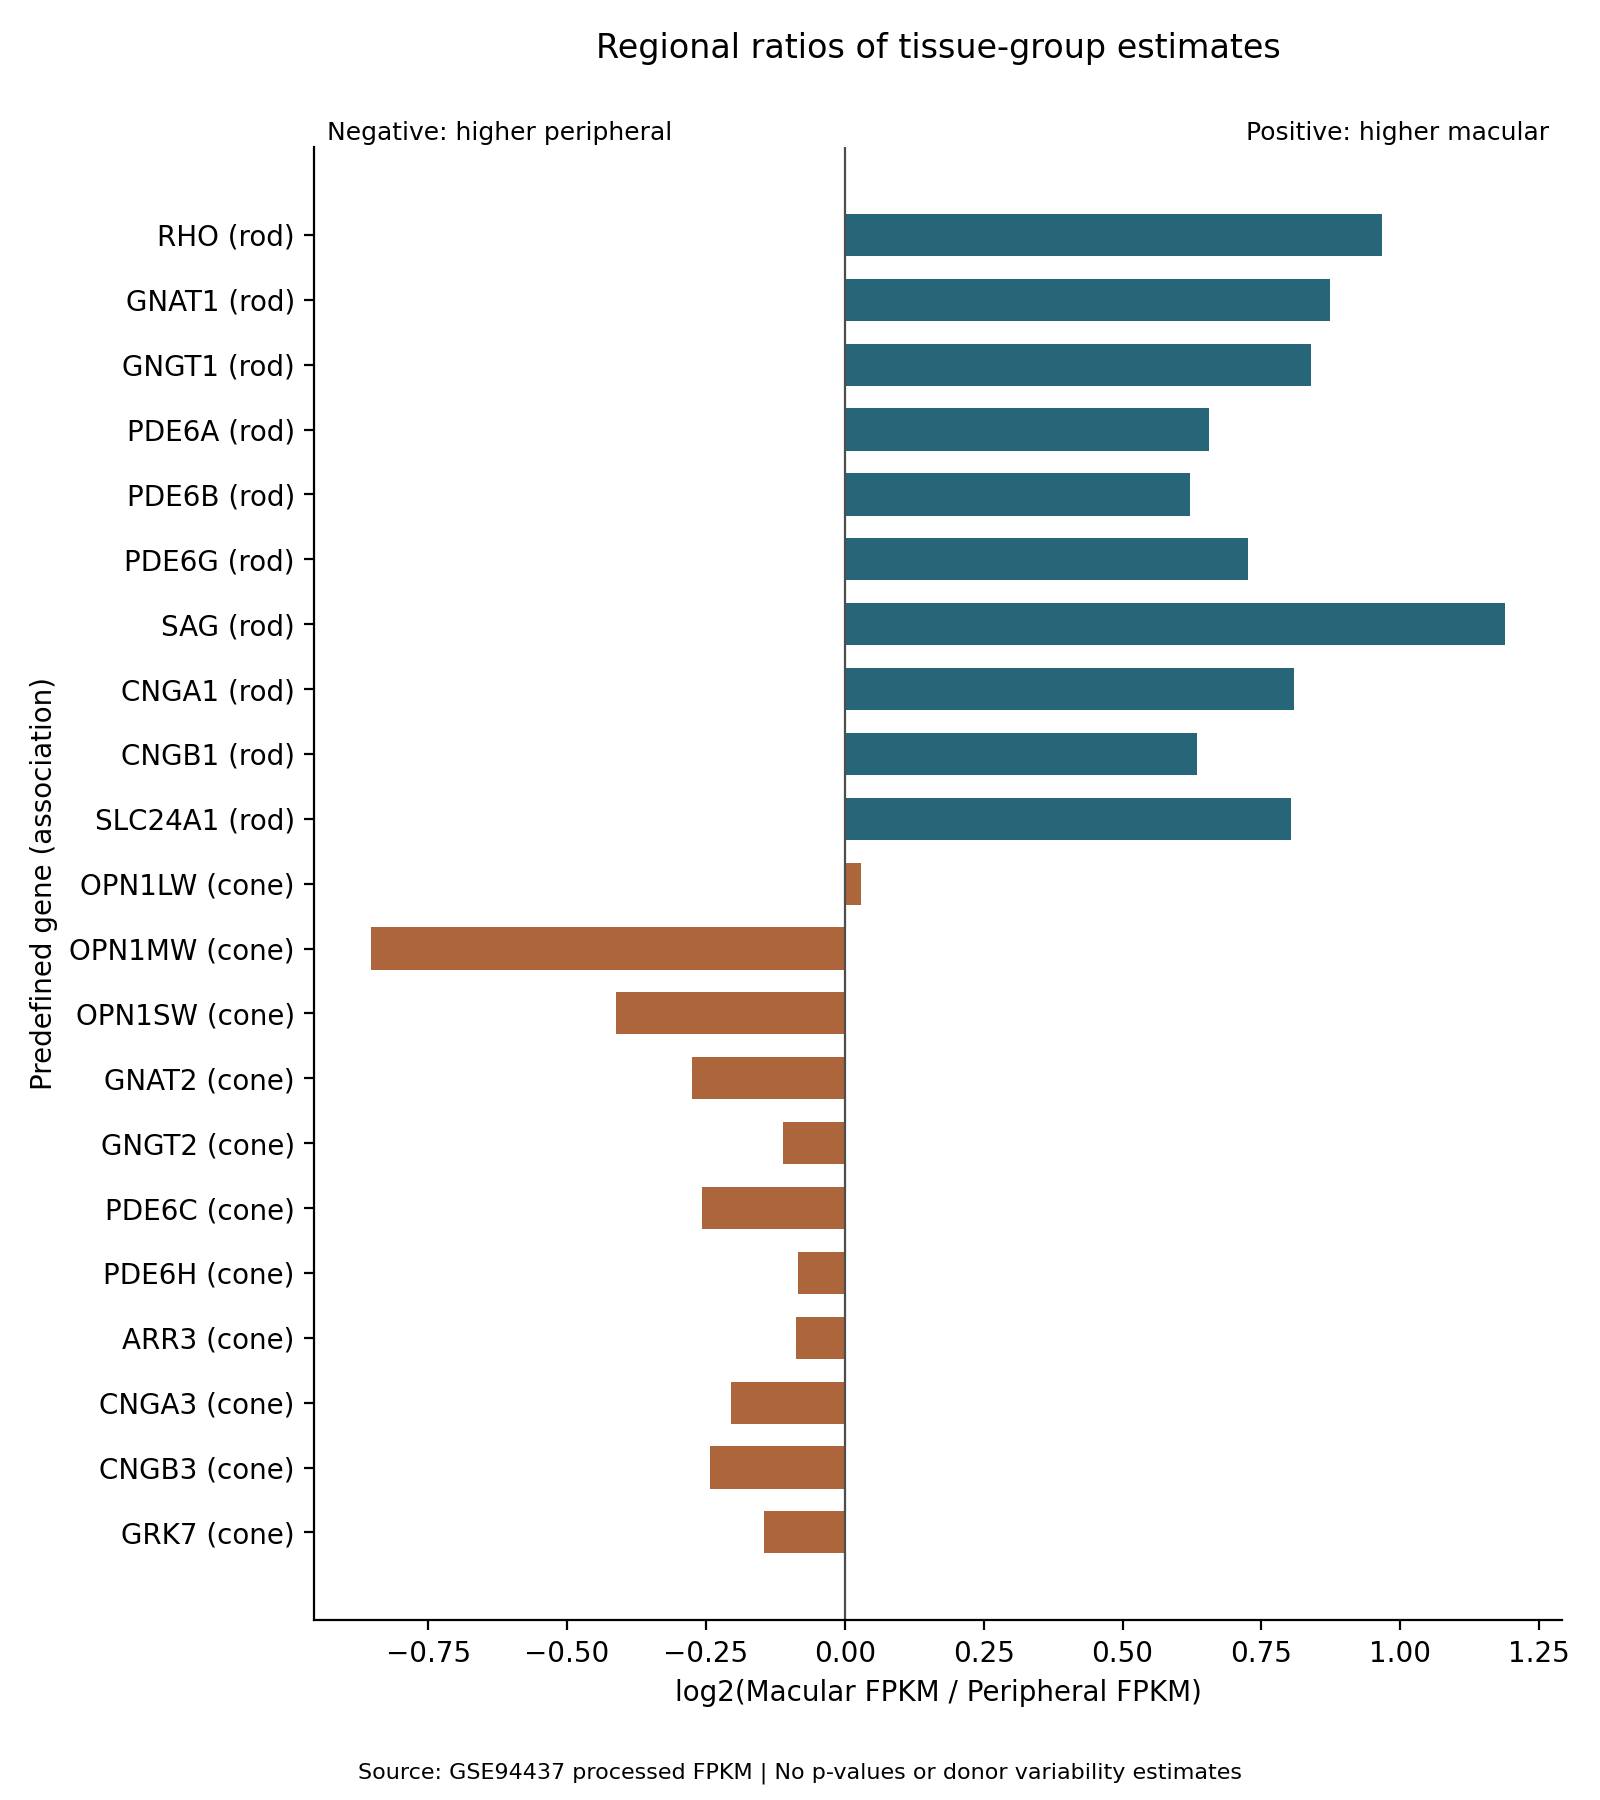 Regional ratios of tissue-group estimates
Negative: higher peripheral
Positive: higher macular
Predefined gene (association)
RHO (rod)
GNAT1 (rod)
GNGT1 (rod)
PDE6A (rod)
PDE6B (rod)
PDE6G (rod)
SAG (rod)
CNGA1 (rod)
CNGB1 (rod)
SLC24A1 (rod)
OPN1LW (cone)
OPN1MW (cone)
OPN1SW (cone)
GNAT2 (cone)
GNGT2 (cone)
PDE6C (cone)
PDE6H (cone)
ARR3 (cone)
CNGA3 (cone)
CNGB3 (cone)
GRK7 (cone)
−0.75 −0.50 −0.25 0.00 0.25 0.50 0.75 1.00 1.25
log2(Macular FPKM / Peripheral FPKM)
Source: GSE94437 processed FPKM | No p-values or donor variability estimates